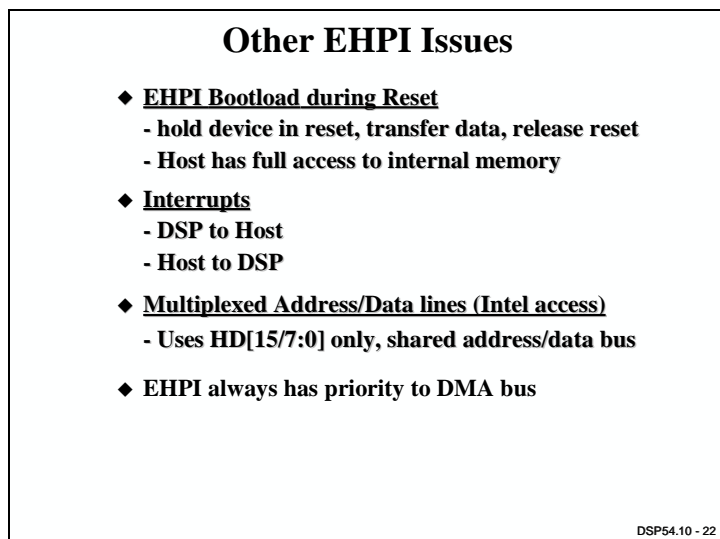 Other EHPI Issues
◆ EHPI Bootload during Reset
- hold device in reset, transfer data, release reset
- Host has full access to internal memory
◆ Interrupts
- DSP to Host
- Host to DSP
◆ Multiplexed Address/Data lines (Intel access)
- Uses HD[15/7:0] only, shared address/data bus
◆ EHPI always has priority to DMA bus
DSP54.10 - 22